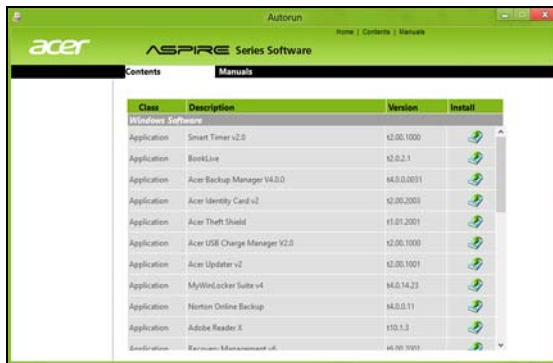 Autorun
Home | Contents | Manuals
acer
ASPIRE Series Software
Contents Manuals
Class Description Version Install
Windows Software
Application Smart Timer v2.0 t2.00.1000
Application BookLive t2.0.2.1
Application Acer Backup Manager V4.0.0 t4.0.0.0031
Application Acer Identity Card v2 t2.00.2003
Application Acer Theft Shield t1.01.2001
Application Acer USB Charge Manager V2.0 t2.00.1000
Application Acer Updater v2 t2.00.1001
Application MyWinLocker Suite v4 t4.0.14.23
Application Norton Online Backup t4.0.0.11
Application Adobe Reader X t10.1.3
Application Recovery Management v6